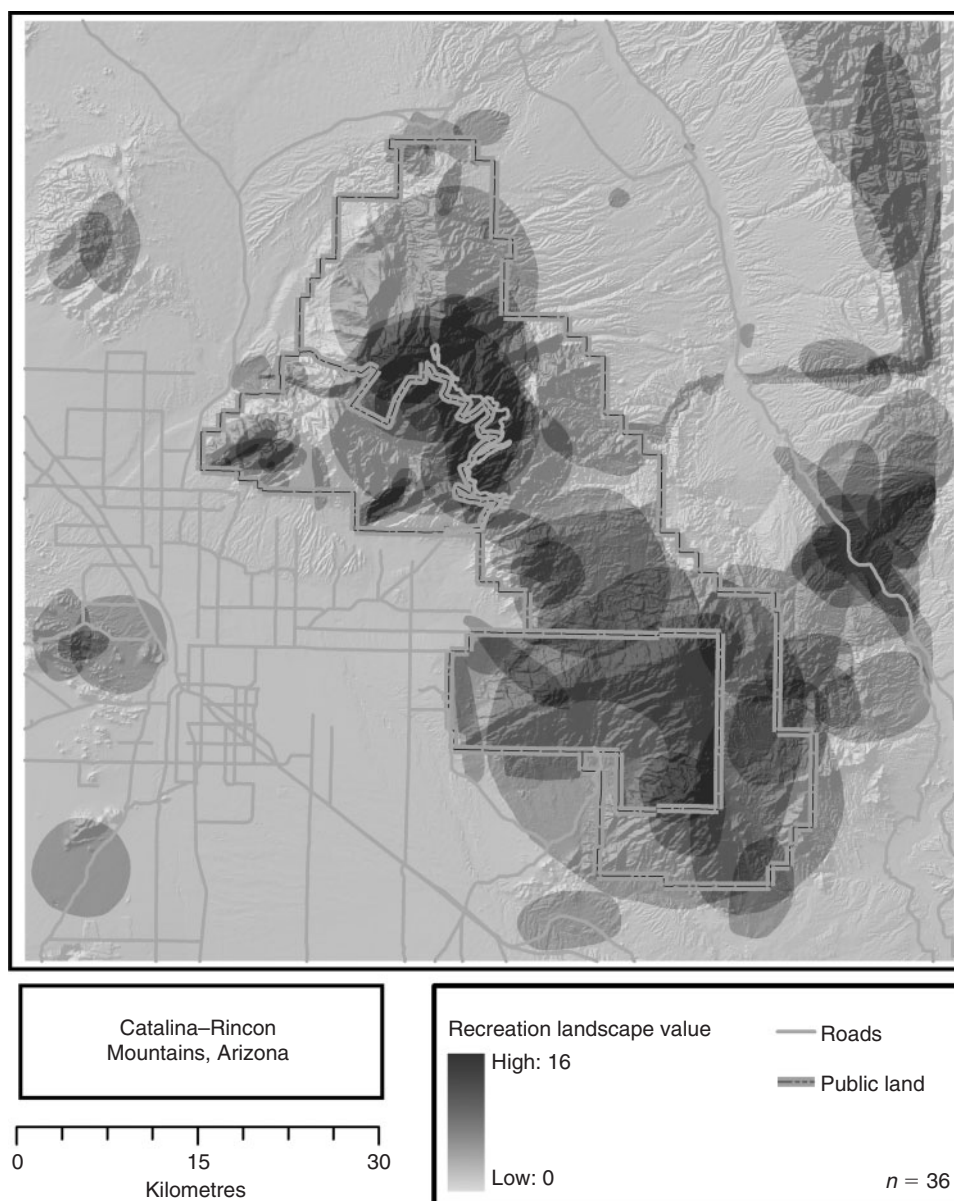 Catalina–Rincon
Mountains, Arizona
0 15 30
Kilometres
Recreation landscape value
High: 16
Low: 0
Roads
Public land
n = 36